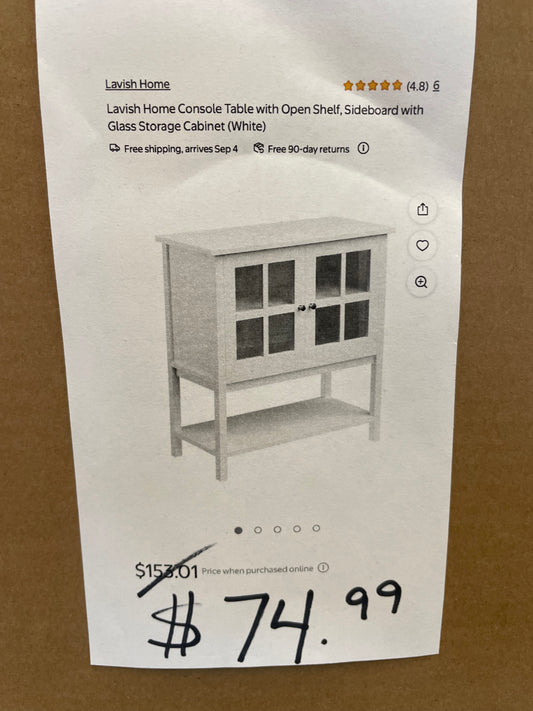 Lavish Home (4.8) 6
Lavish Home Console Table with Open Shelf, Sideboard with
Glass Storage Cabinet (White)
Free shipping, arrives Sep 4 Free 90-day returns
$153.01 Price when purchased online
$74.99